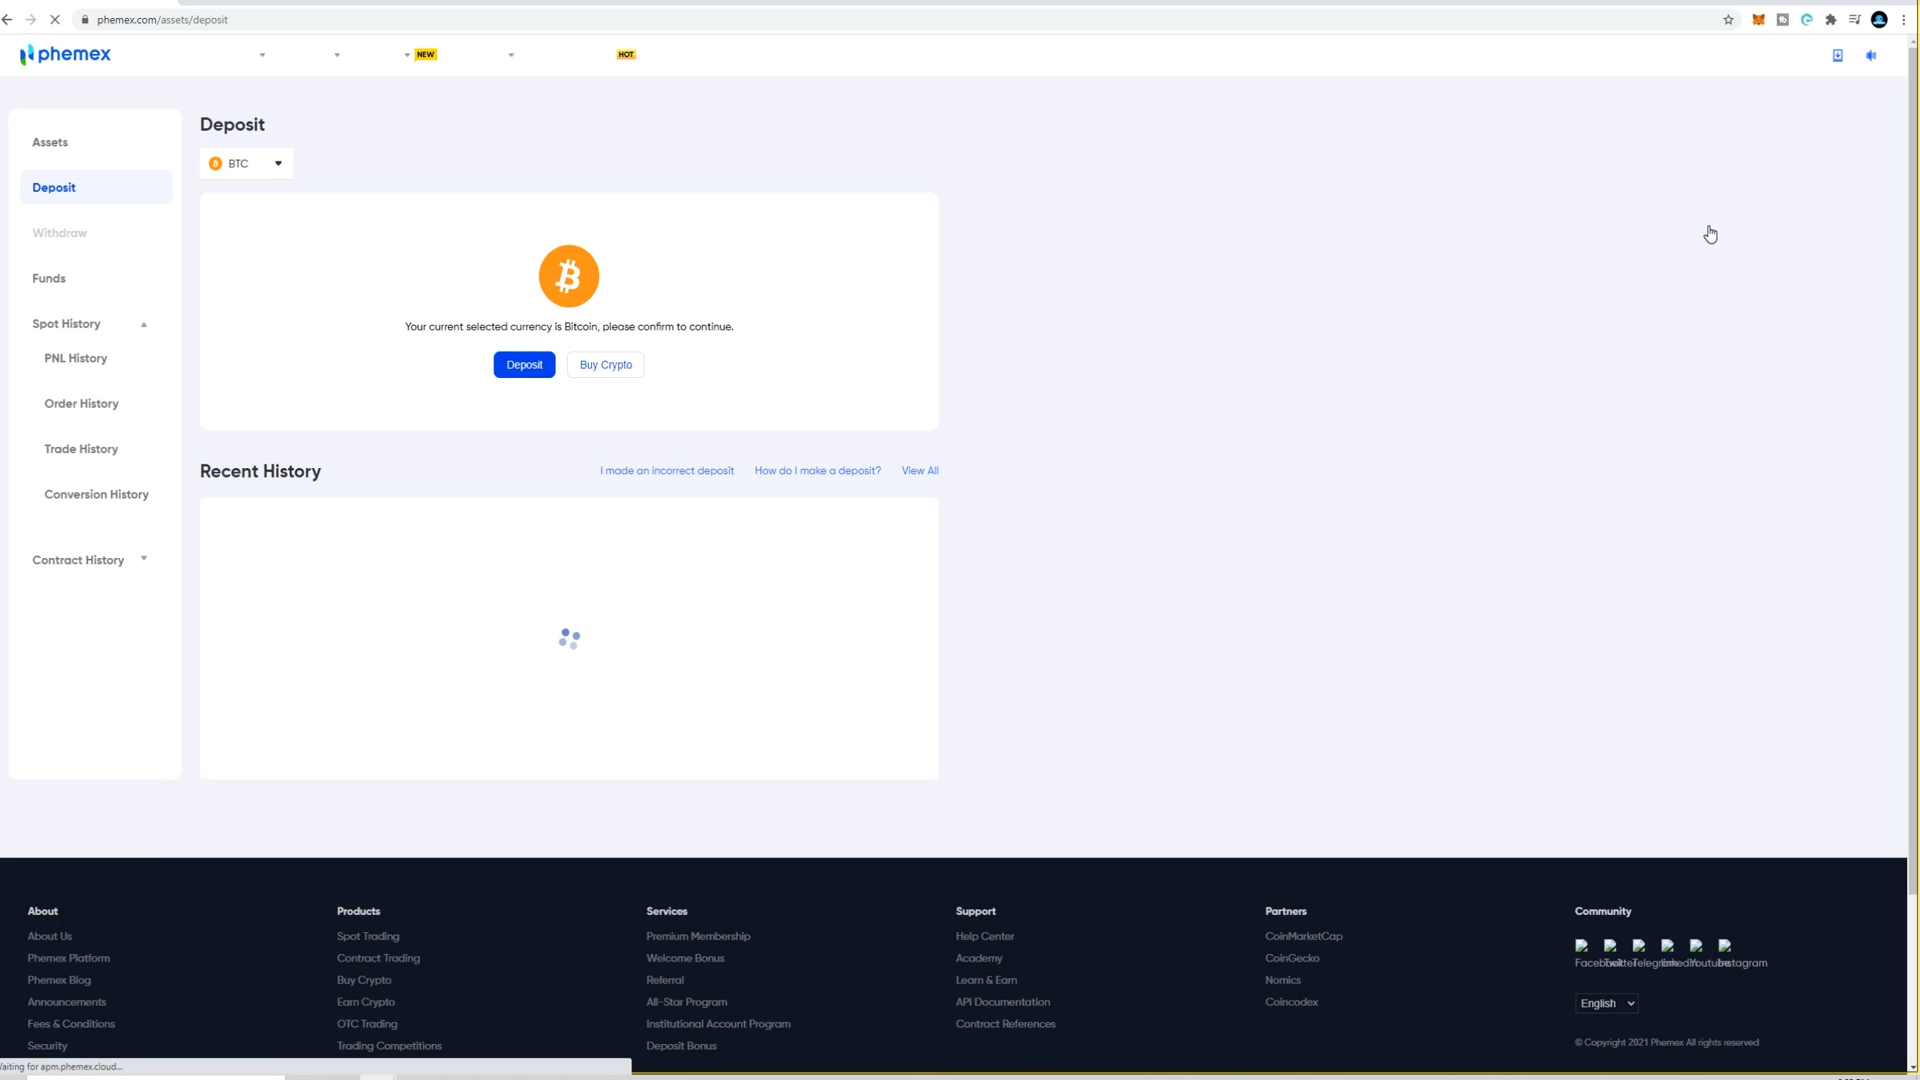 phemex.com/assets/deposit
phemex
NEW
HOT
Assets
Deposit
Withdraw
Funds
Spot History
PNL History
Order History
Trade History
Conversion History
Contract History
Deposit
BTC
Your current selected currency is Bitcoin, please confirm to continue.
Deposit
Buy Crypto
Recent History
I made an incorrect deposit
How do I make a deposit?
View All
About
About Us
Phemex Platform
Phemex Blog
Announcements
Fees & Conditions
Security
Products
Spot Trading
Contract Trading
Buy Crypto
Earn Crypto
OTC Trading
Trading Competitions
Services
Premium Membership
Welcome Bonus
Referral
All-Star Program
Institutional Account Program
Deposit Bonus
Support
Help Center
Academy
Learn & Earn
API Documentation
Contract References
Partners
CoinMarketCap
CoinGecko
Nomics
Coincodex
Community
English
© Copyright 2021 Phemex All rights reserved
for apm.phemex.cloud...